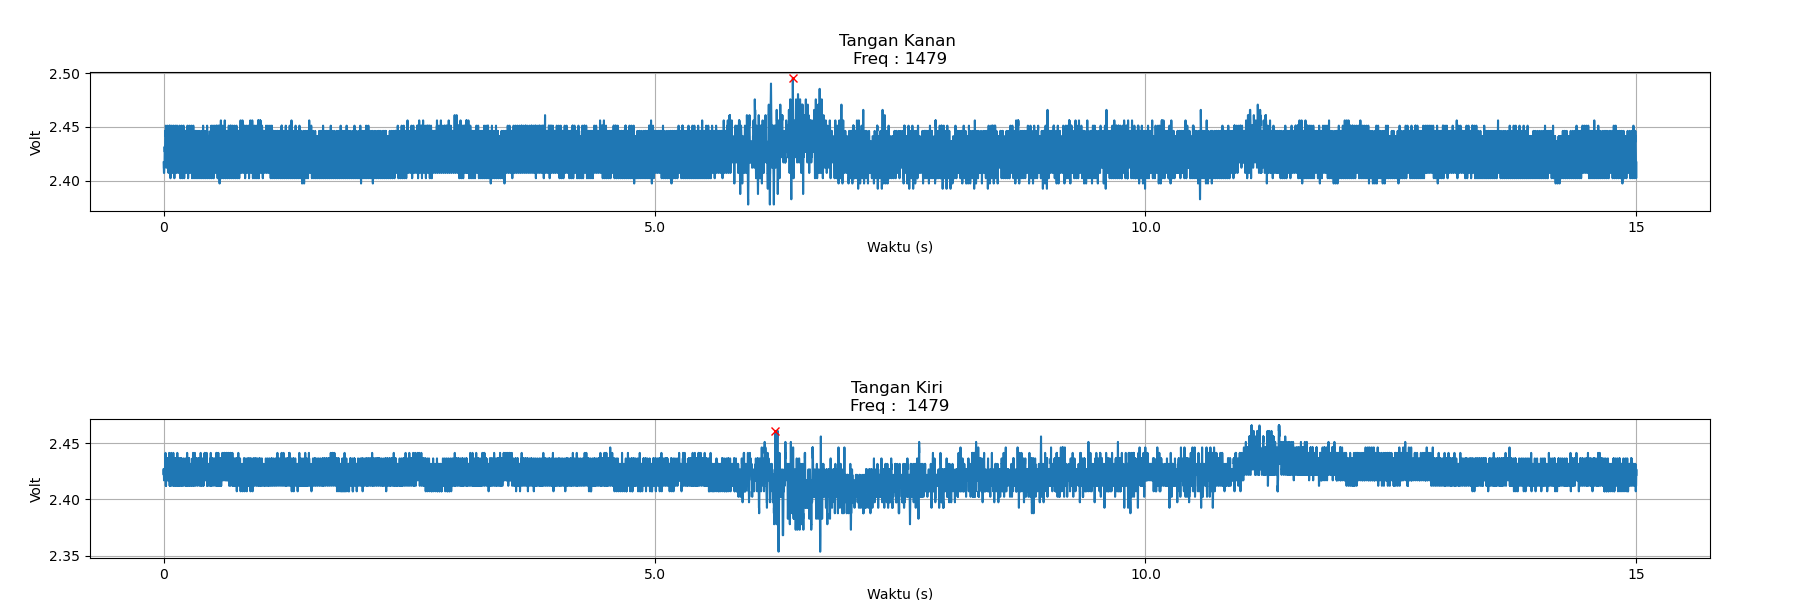 Tangan Kanan
Freq : 1479
2.50
2.45
2.40
Volt
0 5.0 10.0 15
Waktu (s)
Tangan Kiri
Freq :  1479
2.45
2.40
2.35
Volt
0 5.0 10.0 15
Waktu (s)